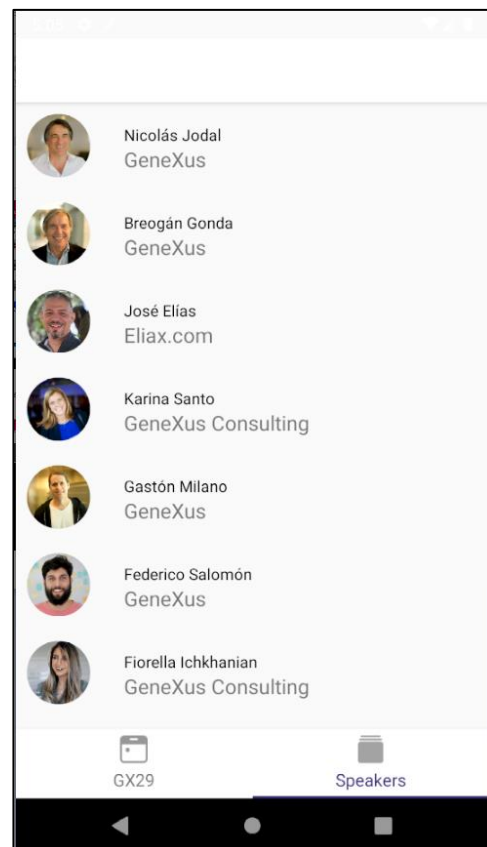 Nicolás Jodal
GeneXus
Breogán Gonda
GeneXus
José Elías
Eliax.com
Karina Santo
GeneXus Consulting
Gastón Milano
GeneXus
Federico Salomón
GeneXus
Fiorella Ichkhanian
GeneXus Consulting
GX29
Speakers